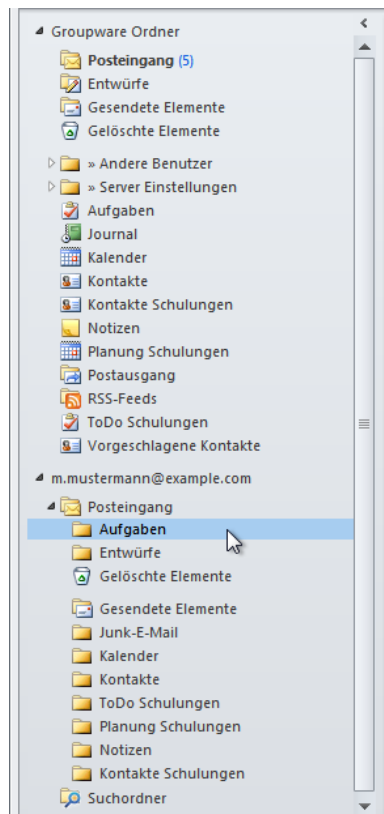 Groupware Ordner
Posteingang (5)
Entwürfe
Gesendete Elemente
Gelöschte Elemente
» Andere Benutzer
» Server Einstellungen
Aufgaben
Journal
Kalender
Kontakte
Kontakte Schulungen
Notizen
Planung Schulungen
Postausgang
RSS-Feeds
ToDo Schulungen
Vorgeschlagene Kontakte
m.mustermann@example.com
Posteingang
Aufgaben
Entwürfe
Gelöschte Elemente
Gesendete Elemente
Junk-E-Mail
Kalender
Kontakte
ToDo Schulungen
Planung Schulungen
Notizen
Kontakte Schulungen
Suchordner